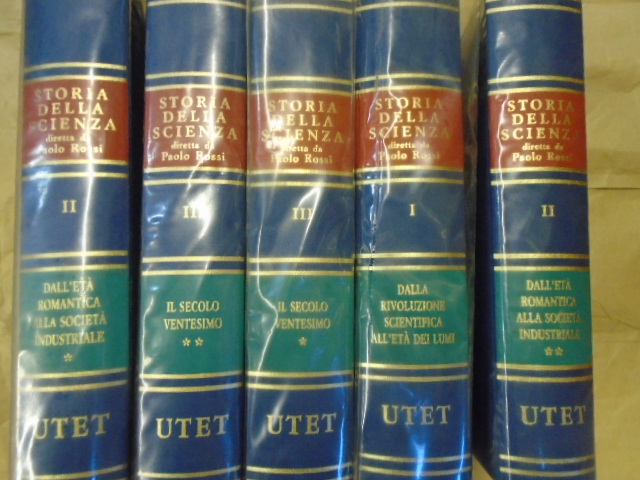 STORIA
DELLA
SCIENZA
diretta da
Paolo Rossi
II
DALL'ETÀ
ROMANTICA
ALLA SOCIETÀ
INDUSTRIALE
*
UTET
STORIA
DELLA
SCIENZA
diretta da
Paolo Rossi
III
IL SECOLO
VENTESIMO
**
UTET
STORIA
DELLA
SCIENZA
diretta da
Paolo Rossi
III
IL SECOLO
VENTESIMO
*
UTET
STORIA
DELLA
SCIENZA
diretta da
Paolo Rossi
I
DALLA
RIVOLUZIONE
SCIENTIFICA
ALL'ETÀ DEI LUMI
UTET
STORIA
DELLA
SCIENZA
diretta da
Paolo Rossi
II
DALL'ETÀ
ROMANTICA
ALLA SOCIETÀ
INDUSTRIALE
**
UTET